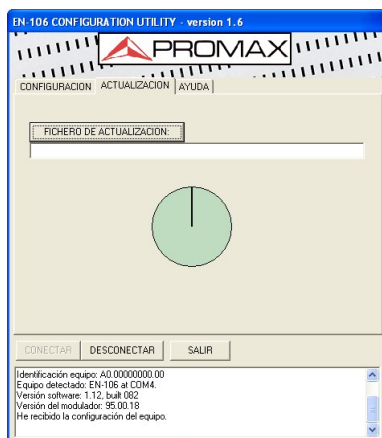 EN-106 CONFIGURATION UTILITY - version 1.6
PROMAX
CONFIGURACION ACTUALIZACION AYUDA
FICHERO DE ACTUALIZACION:
CONECTAR DESCONECTAR SALIR
Identificación equipo: A0.00000000.00
Equipo detectado: EN-106 at COM4.
Versión software: 1.12, built 082
Versión del modulador: 95.00.18
He recibido la configuración del equipo.